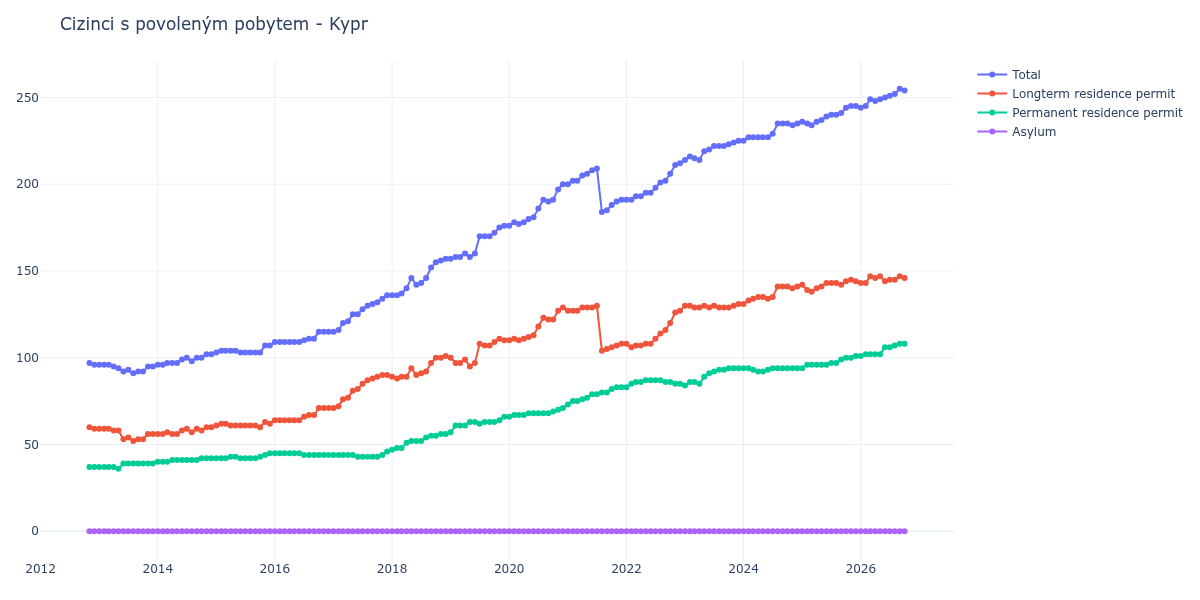 Cizinci s povoleným pobytem - Kypr
Total
Longterm residence permit
Permanent residence permit
Asylum
250
200
150
100
50
0
2012
2014
2016
2018
2020
2022
2024
2026